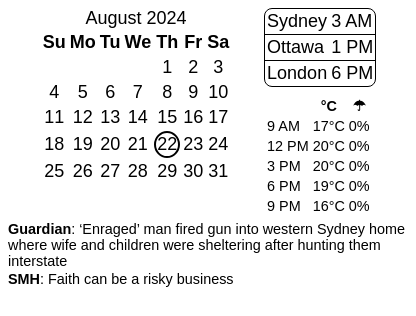 August 2024
Su Mo Tu We Th Fr Sa
1 2 3
4 5 6 7 8 9 10
11 12 13 14 15 16 17
18 19 20 21 22 23 24
25 26 27 28 29 30 31
Sydney 3 AM
Ottawa 1 PM
London 6 PM
°C ☂
9 AM 17°C 0%
12 PM 20°C 0%
3 PM 20°C 0%
6 PM 19°C 0%
9 PM 16°C 0%
Guardian: ‘Enraged’ man fired gun into western Sydney home
where wife and children were sheltering after hunting them
interstate
SMH: Faith can be a risky business